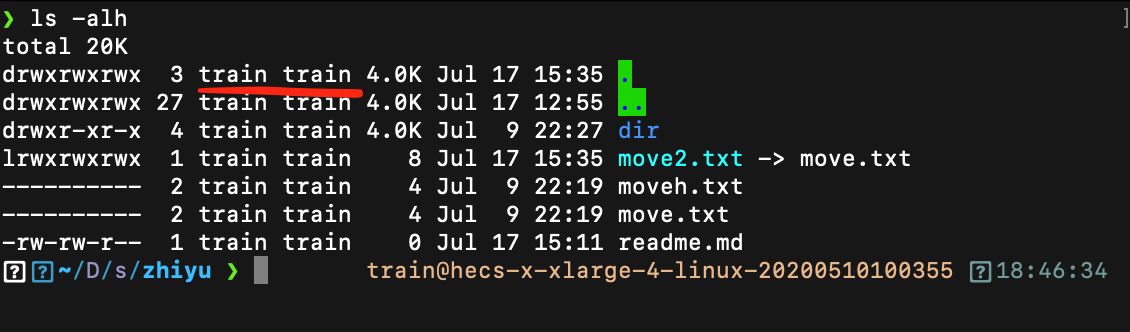 ❯ ls -alh
total 20K
drwxrwxrwx  3 train train 4.0K Jul 17 15:35 .
drwxrwxrwx 27 train train 4.0K Jul 17 12:55 ..
drwxr-xr-x  4 train train 4.0K Jul  9 22:27 dir
lrwxrwxrwx  1 train train    8 Jul 17 15:35 move2.txt -> move.txt
----------  2 train train    4 Jul  9 22:19 moveh.txt
----------  2 train train    4 Jul  9 22:19 move.txt
-rw-rw-r--  1 train train    0 Jul 17 15:11 readme.md
⍰ ⍰ ~/D/s/zhiyu ❯ train@hecs-x-xlarge-4-linux-20200510100355 ⍰ 18:46:34